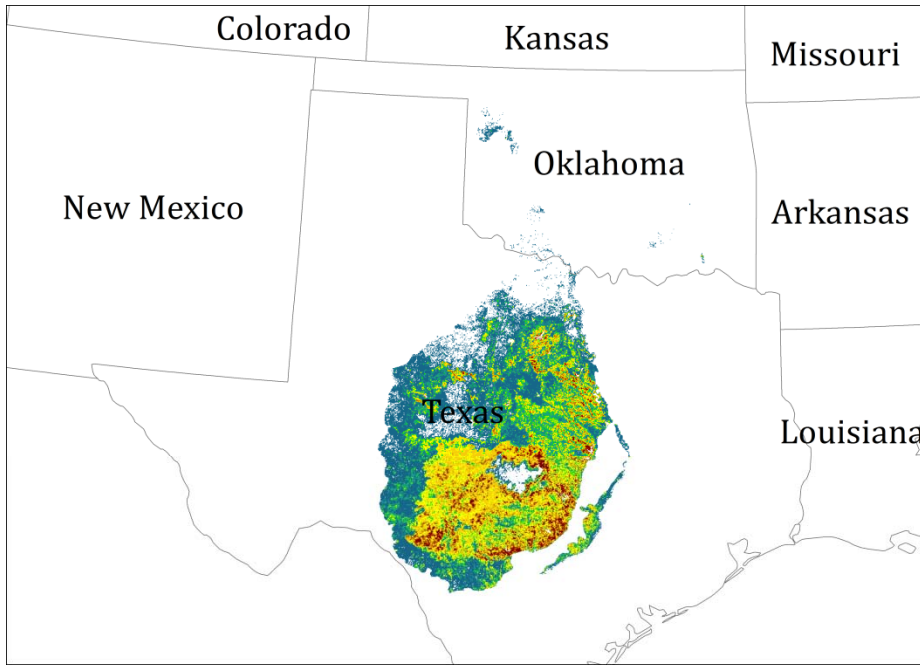 Colorado
Kansas
Missouri
Oklahoma
New Mexico
Arkansas
Texas
Louisiana